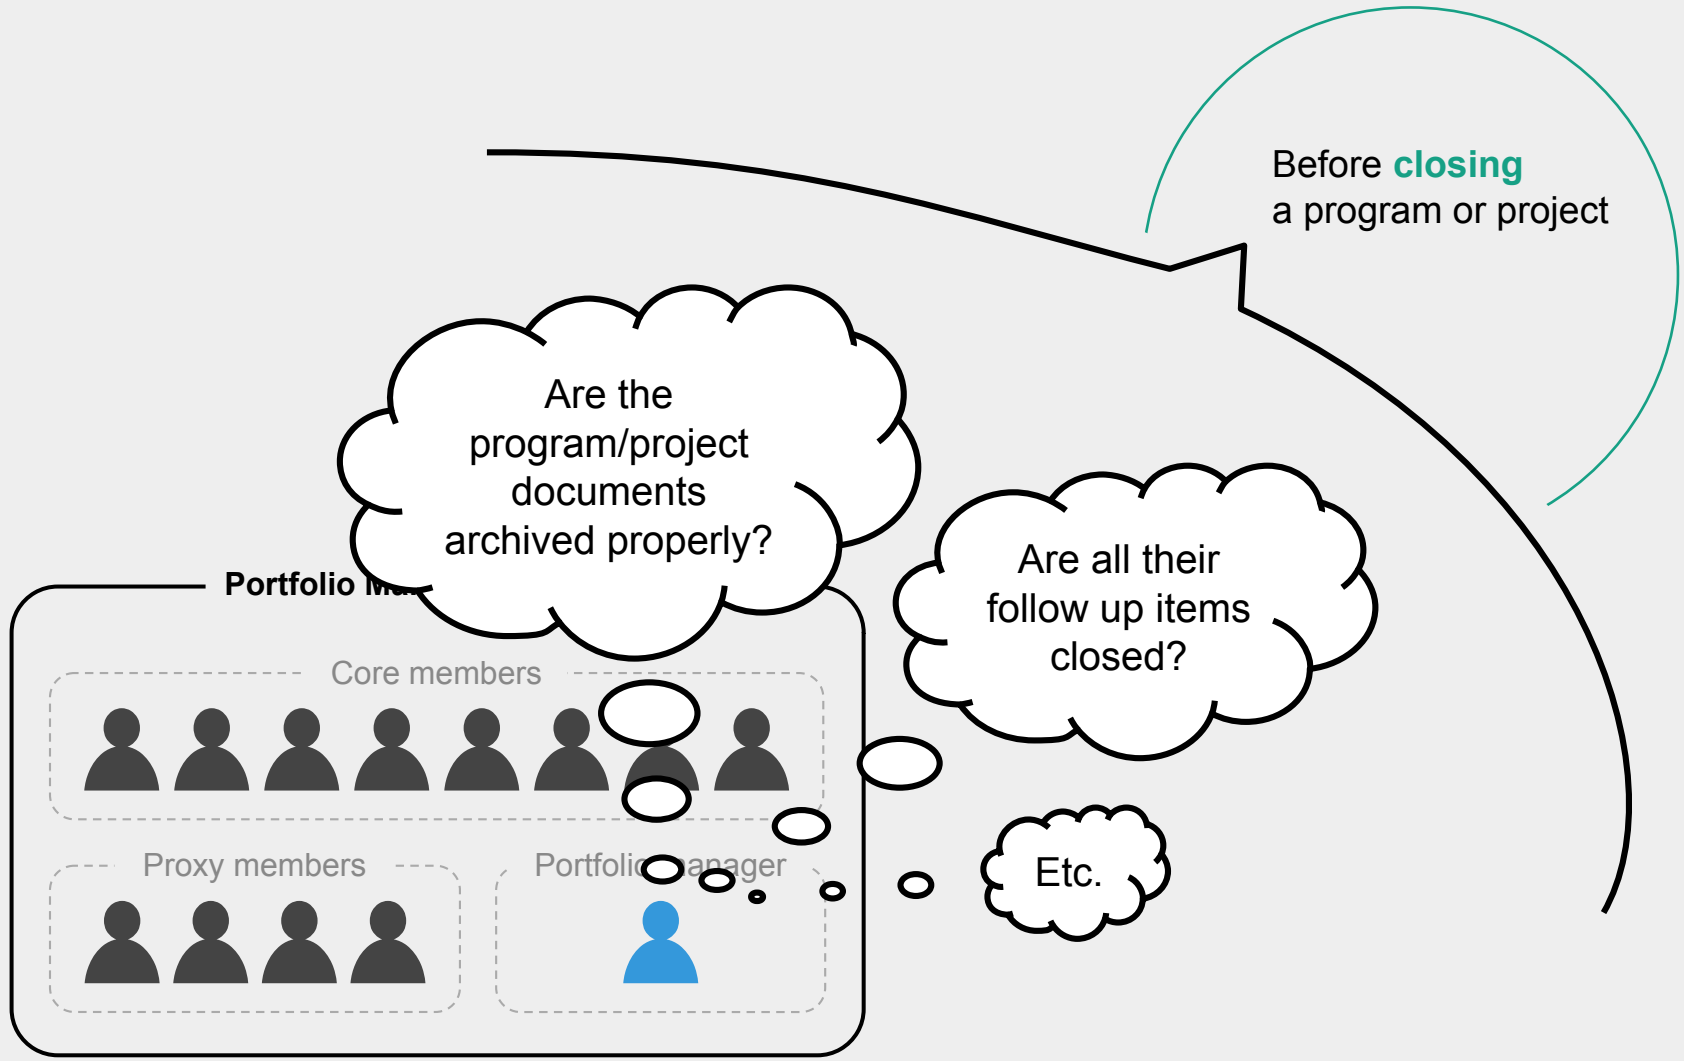 Before closing
a program or project
Are the
program/project
documents
archived properly?
Are all their
follow up items
closed?
Portfolio
Core members
Proxy members
Portfolio manager
Etc.